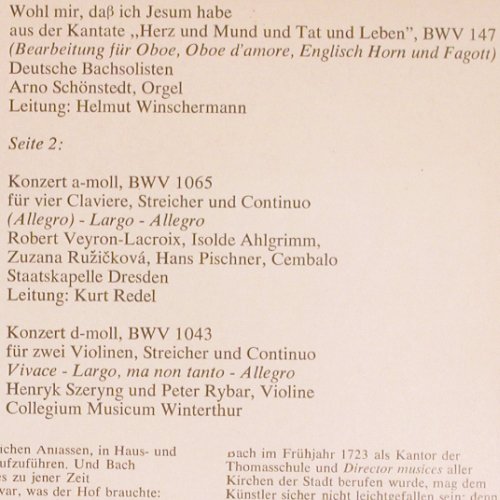 Wohl mir, daß ich Jesum habe
aus der Kantate „Herz und Mund und Tat und Leben", BWV 147
(Bearbeitung für Oboe, Oboe d'amore, Englisch Horn und Fagott)
Deutsche Bachsolisten
Arno Schönstedt, Orgel
Leitung: Helmut Winschermann
Seite 2:
Konzert a-moll, BWV 1065
für vier Claviere, Streicher und Continuo
(Allegro) - Largo - Allegro
Robert Veyron-Lacroix, Isolde Ahlgrimm,
Zuzana Ružičková, Hans Pischner, Cembalo
Staatskapelle Dresden
Leitung: Kurt Redel
Konzert d-moll, BWV 1043
für zwei Violinen, Streicher und Continuo
Vivace - Largo, ma non tanto - Allegro
Henryk Szeryng und Peter Rybar, Violine
Collegium Musicum Winterthur
ichen Anlassen, in Haus- und
ufzuführen. Und Bach
es zu jener Zeit
war, was der Hof brauchte:
Bach im Frühjahr 1723 als Kantor der
Thomasschule und Director musices aller
Kirchen der Stadt berufen wurde, mag dem
Künstler sicher nicht leichtgefallen sein: denn